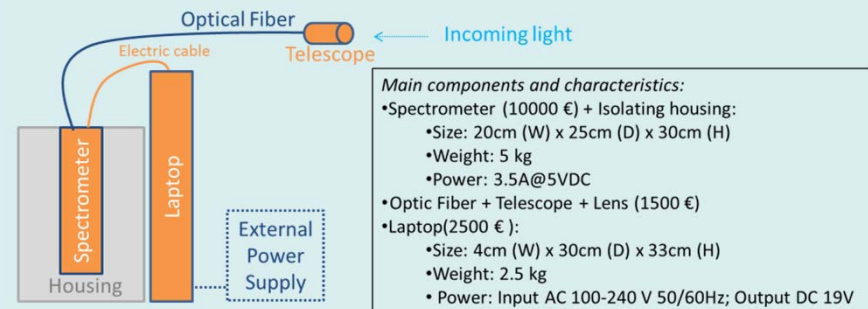 Optical Fiber
Electric cable
Telescope
Incoming light
Spectrometer
Housing
Laptop
External
Power
Supply
Main components and characteristics:
•Spectrometer (10000 €) + Isolating housing:
•Size: 20cm (W) x 25cm (D) x 30cm (H)
•Weight: 5 kg
•Power: 3.5A@5VDC
•Optic Fiber + Telescope + Lens (1500 €)
•Laptop(2500 € ):
•Size: 4cm (W) x 30cm (D) x 33cm (H)
•Weight: 2.5 kg
• Power: Input AC 100-240 V 50/60Hz; Output DC 19V